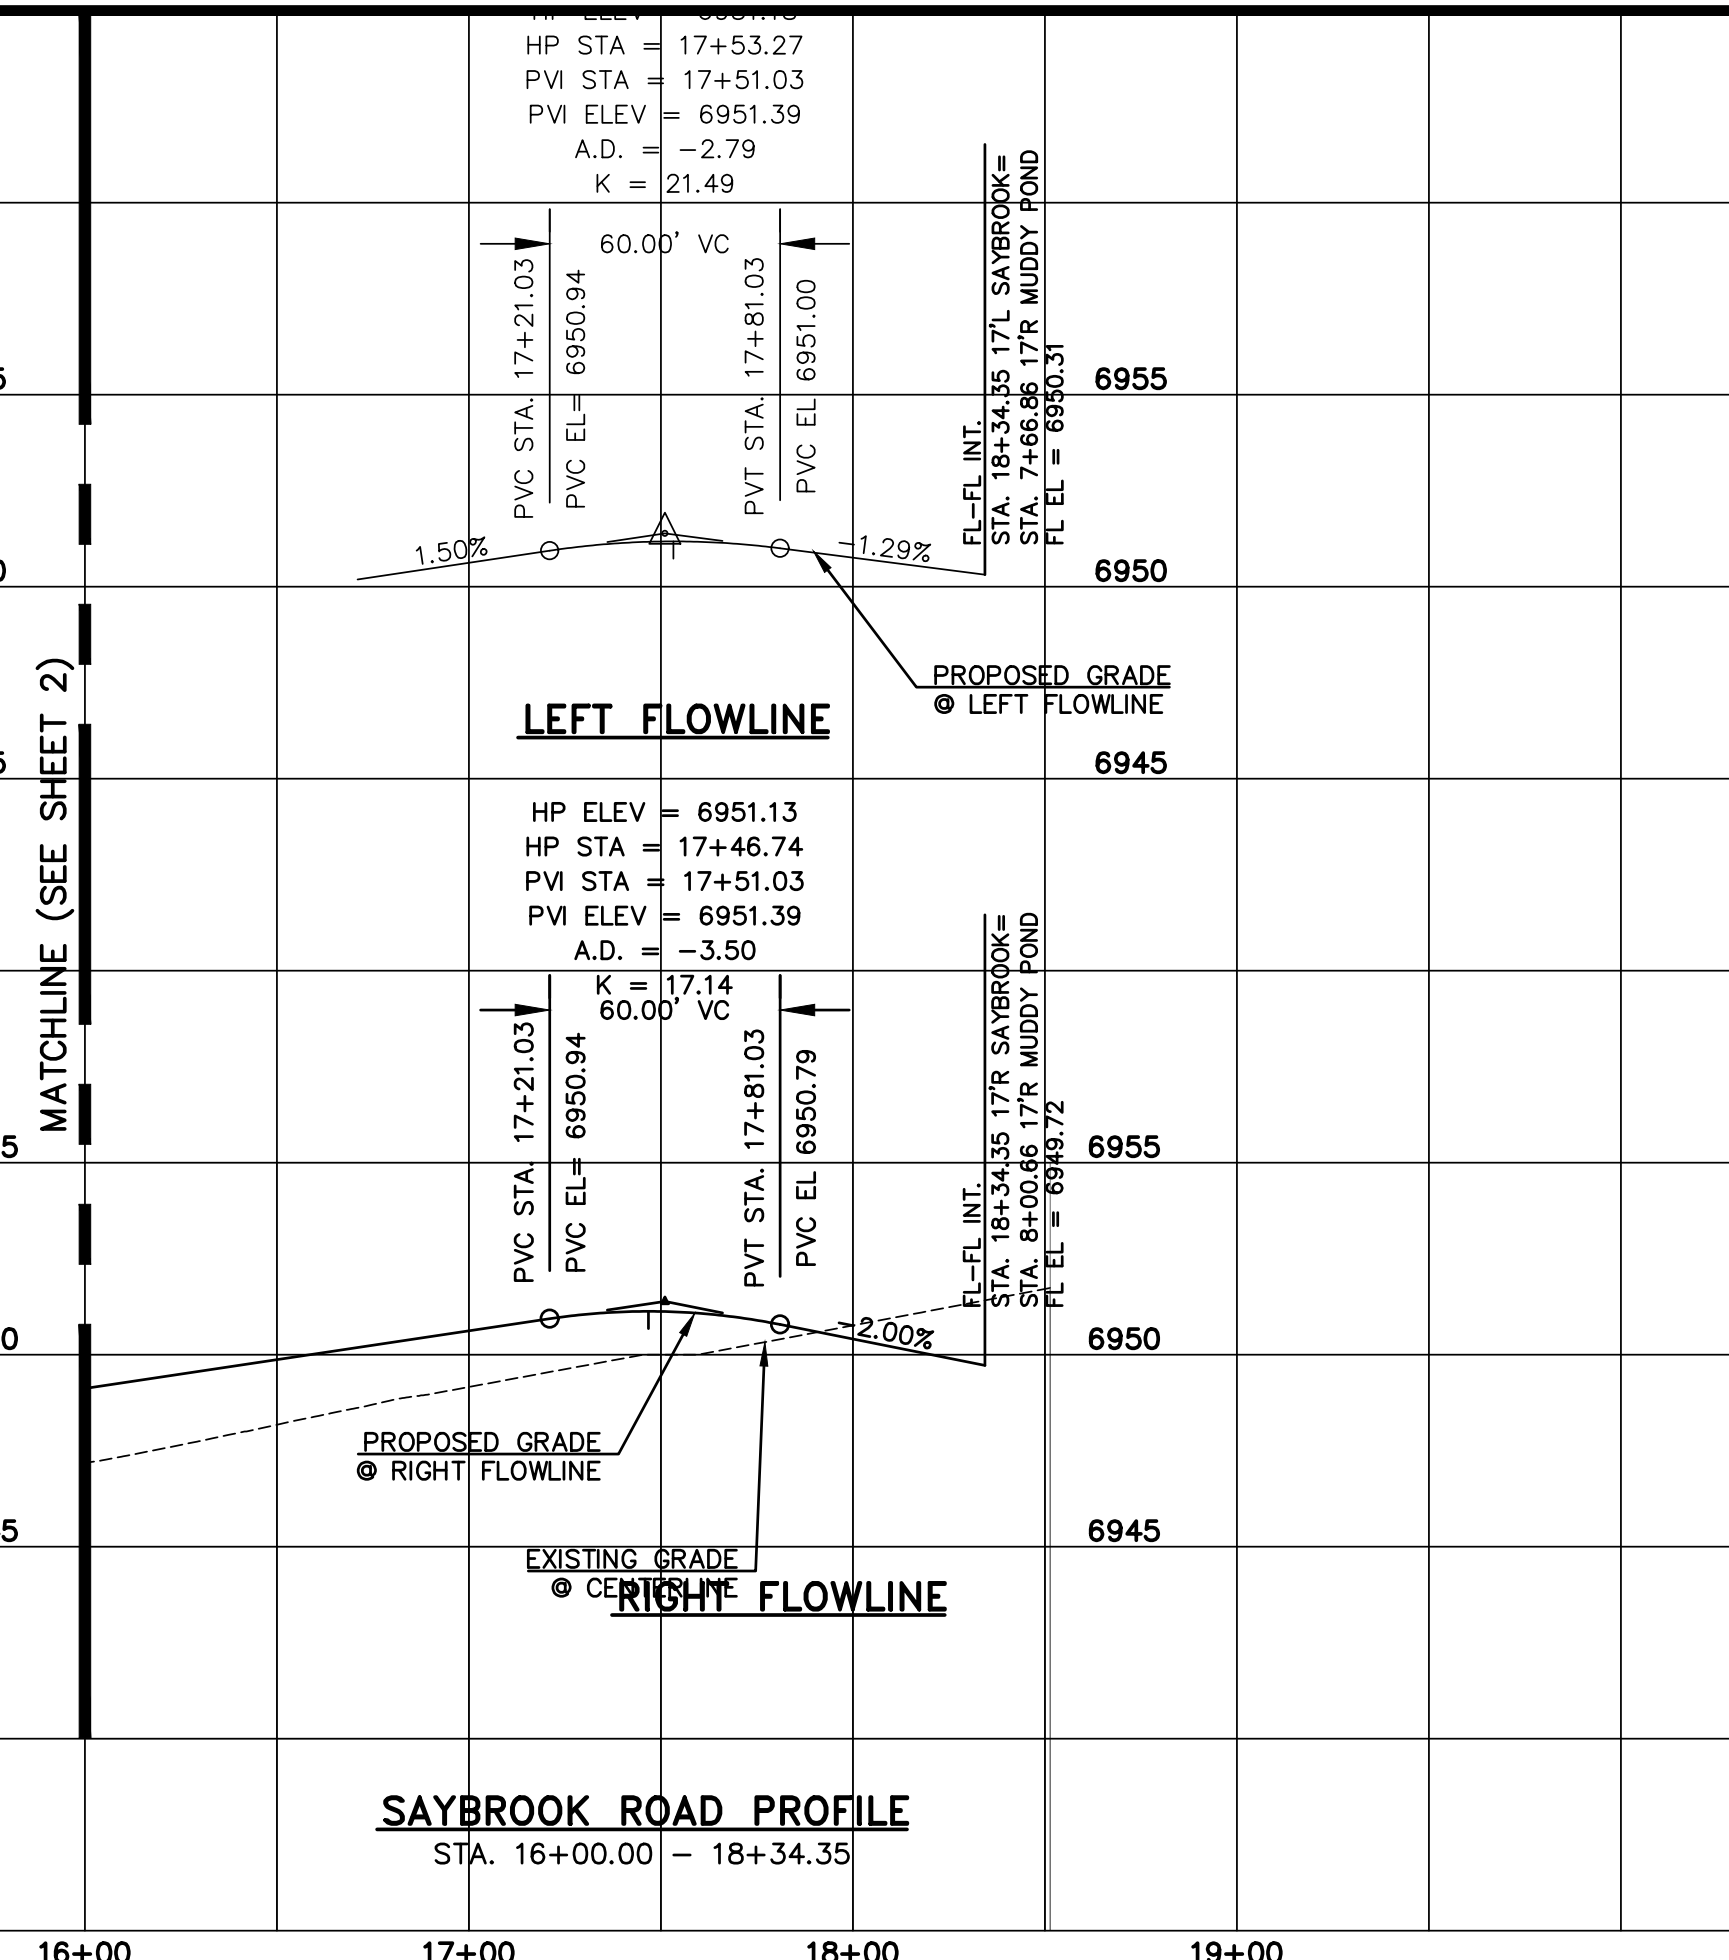 HP STA = 17+53.27
PVI STA = 17+51.03
PVI ELEV = 6951.39
A.D. = -2.79
K = 21.49
60.00' VC
PVC STA. 17+21.03
PVC EL= 6950.94
PVT STA. 17+81.03
PVC EL 6951.00
FL-FL INT.
STA. 18+34.35 17'L SAYBROOK=
STA. 7+66.86 17'R MUDDY POND
FL EL = 6950.31
6955
1.50%
-1.29%
6950
PROPOSED GRADE
@ LEFT FLOWLINE
LEFT FLOWLINE
6945
MATCHLINE (SEE SHEET 2)
HP ELEV = 6951.13
HP STA = 17+46.74
PVI STA = 17+51.03
PVI ELEV = 6951.39
A.D. = -3.50
K = 17.14
60.00' VC
PVC STA. 17+21.03
PVC EL= 6950.94
PVT STA. 17+81.03
PVC EL 6950.79
FL-FL INT.
STA. 18+34.35 17'R SAYBROOK=
STA. 8+00.66 17'R MUDDY POND
FL EL = 6949.72
6955
-2.00%
6950
PROPOSED GRADE
@ RIGHT FLOWLINE
6945
EXISTING GRADE
@ CENTERLINE
RIGHT FLOWLINE
SAYBROOK ROAD PROFILE
STA. 16+00.00 - 18+34.35
16+00 17+00 18+00 19+00